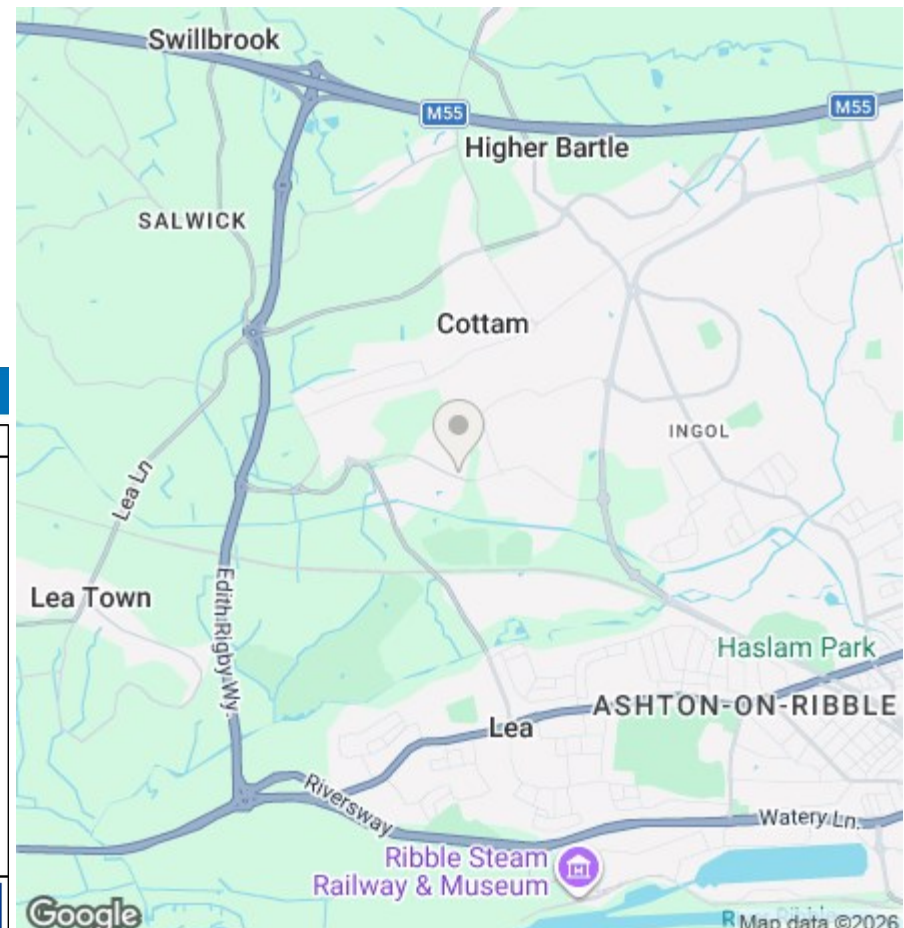 Swillbrook
M55
M55
Higher Bartle
SALWICK
Cottam
INGOL
Lea Ln
Lea Town
Edith Rigby Wy.
Haslam Park
ASHTON-ON-RIBBLE
Lea
Riversway
Watery Ln.
Ribble Steam
Railway & Museum
Google
Map data ©2026